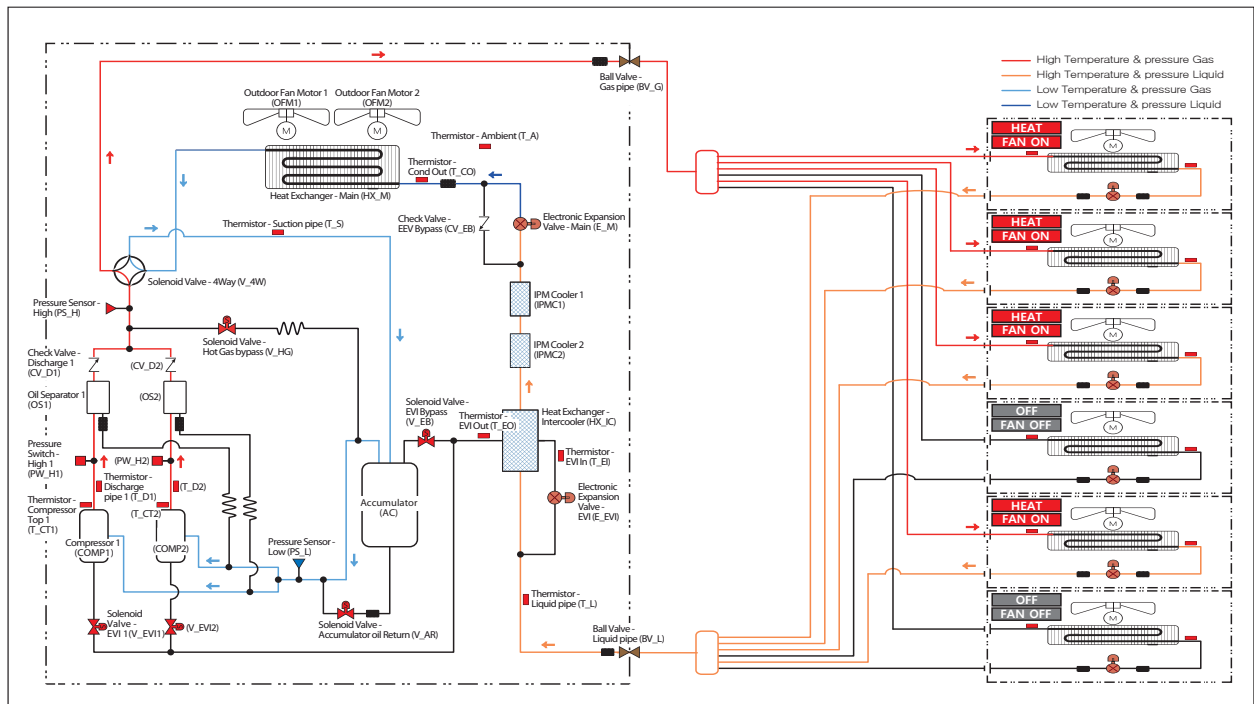 Ball Valve -
Gas pipe (BV_G)
High Temperature & pressure Gas
High Temperature & pressure Liquid
Low Temperature & pressure Gas
Low Temperature & pressure Liquid
Outdoor Fan Motor 1
(OFM1)
Outdoor Fan Motor 2
(OFM2)
M
M
Thermistor - Ambient (T_A)
Thermistor -
Cond Out (T_CO)
Heat Exchanger - Main (HX_M)
Check Valve -
EEV Bypass (CV_EB)
Electronic Expansion
Valve - Main (E_M)
Thermistor - Suction pipe (T_S)
Solenoid Valve - 4Way (V_4W)
Pressure Sensor -
High (PS_H)
IPM Cooler 1
(IPMC1)
IPM Cooler 2
(IPMC2)
Solenoid Valve -
Hot Gas bypass (V_HG)
Check Valve -
Discharge 1
(CV_D1)
(CV_D2)
Oil Separator 1
(OS1)
(OS2)
Solenoid Valve -
EVI Bypass
(V_EB)
Thermistor -
EVI Out (T_EO)
Heat Exchanger -
Intercooler (HX_IC)
Pressure
Switch -
High 1
(PW_H1)
(PW_H2)
Thermistor -
Discharge
pipe 1 (T_D1)
(T_D2)
Thermistor -
EVI In (T_EI)
Thermistor -
Compressor
Top 1
(T_CT1)
(T_CT2)
Accumulator
(AC)
Electronic
Expansion
Valve -
EVI (E_EVI)
Compressor 1
(COMP1)
(COMP2)
Pressure Sensor -
Low (PS_L)
Thermistor -
Liquid pipe (T_L)
Solenoid
Valve -
EVI 1(V_EVI1)
(V_EVI2)
Solenoid Valve -
Accumulator oil Return (V_AR)
Ball Valve -
Liquid pipe (BV_L)
HEAT
FAN ON
M
HEAT
FAN ON
M
HEAT
FAN ON
M
OFF
FAN OFF
M
HEAT
FAN ON
M
OFF
FAN OFF
M